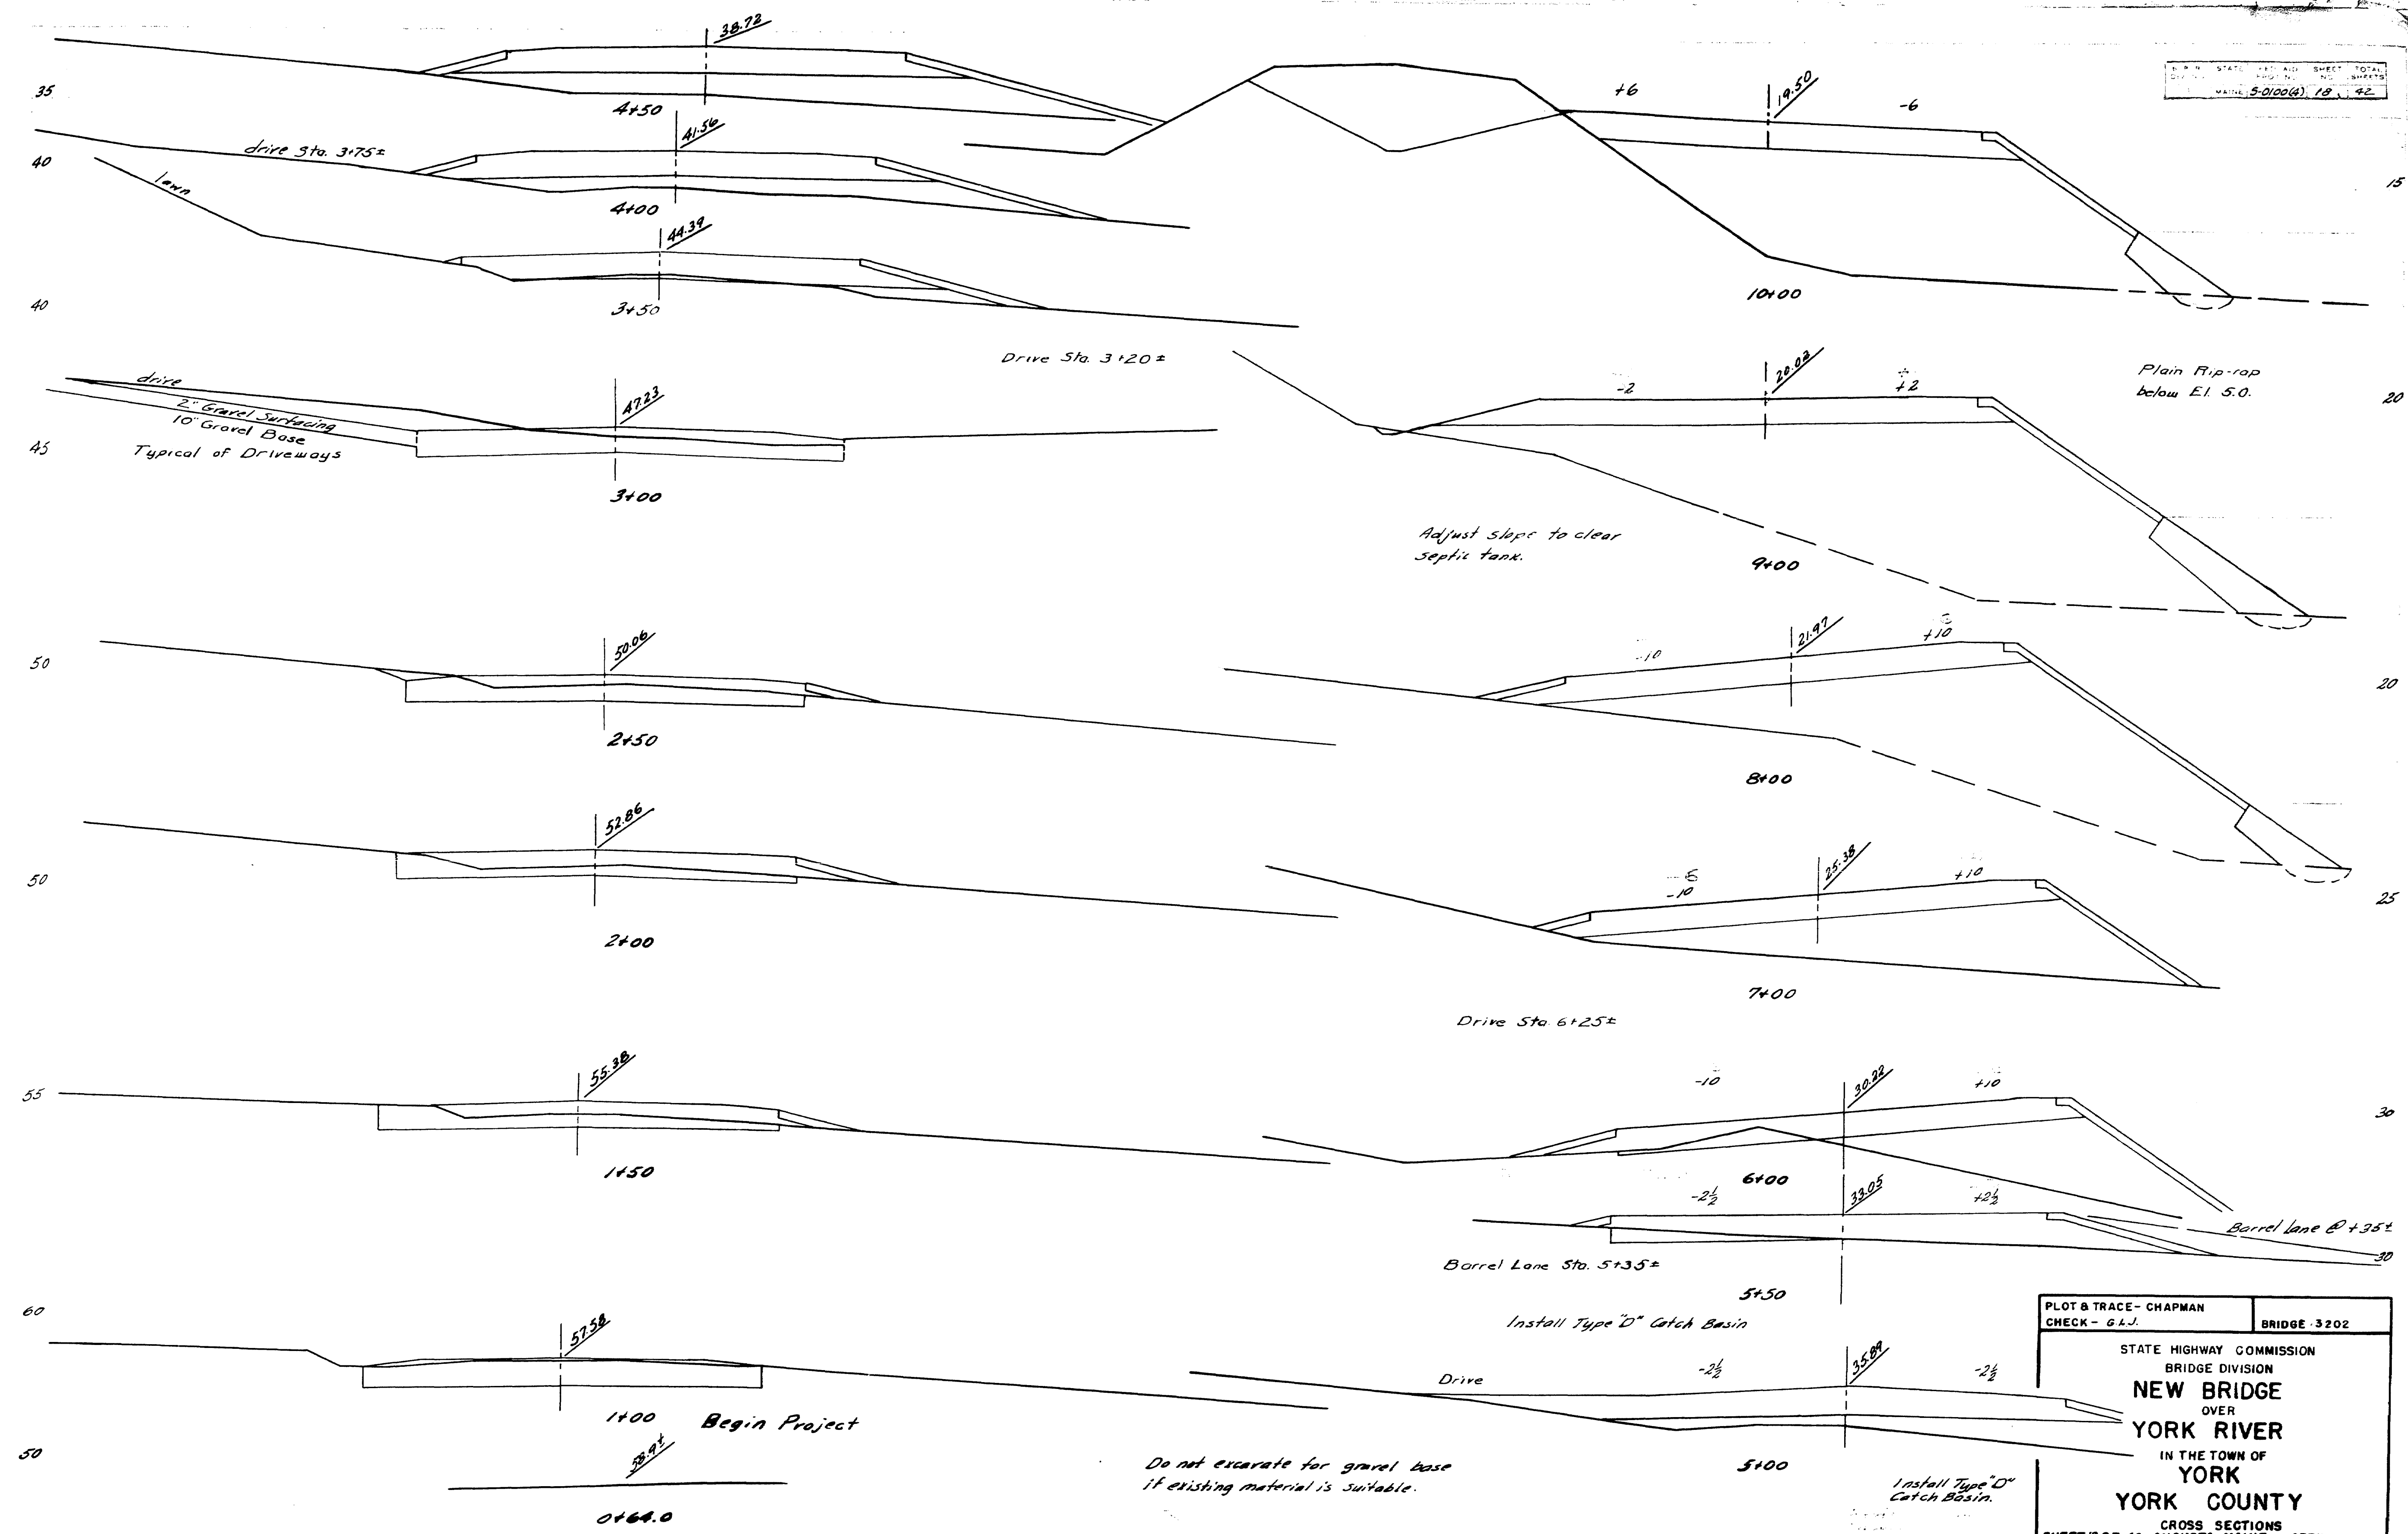 38.72
35
4+50
41.56
drive Sta. 3+75±
40
lawn
4+00
44.39
40
3+50
Drive Sta. 3+20±
drive
47.23
2" Gravel Surfacing
10" Gravel Base
45
Typical of Driveways
3+00
50.06
50
2+50
52.86
50
2+00
55.38
55
1+50
60
57.58
1+00 Begin Project
50
58.9±
0+64.0
STATE SHEET TOTAL
NO. SHEETS
MAINE S-0100(4) 18 42
+6
19.50
-6
15
10+00
20.02
-2
+2
Plain Rip-rap
below El. 5.0.
20
Adjust slope to clear
septic tank.
9+00
21.97
-10
+10
20
8+00
25.38
-10
+10
25
7+00
Drive Sta. 6+25±
30.22
-10
+10
30
6+00
33.05
-2½
+2½
Barrel Lane @ +35±
30
Barrel Lane Sta. 5+35±
5+50
Install Type "D" Catch Basin
Drive
-2½
35.89
-2½
5+00
Do not excavate for gravel base
if existing material is suitable.
Install Type "D"
Catch Basin.
PLOT & TRACE - CHAPMAN
CHECK - G.L.J.
BRIDGE 3202
STATE HIGHWAY COMMISSION
BRIDGE DIVISION
NEW BRIDGE
OVER
YORK RIVER
IN THE TOWN OF
YORK
YORK COUNTY
CROSS SECTIONS